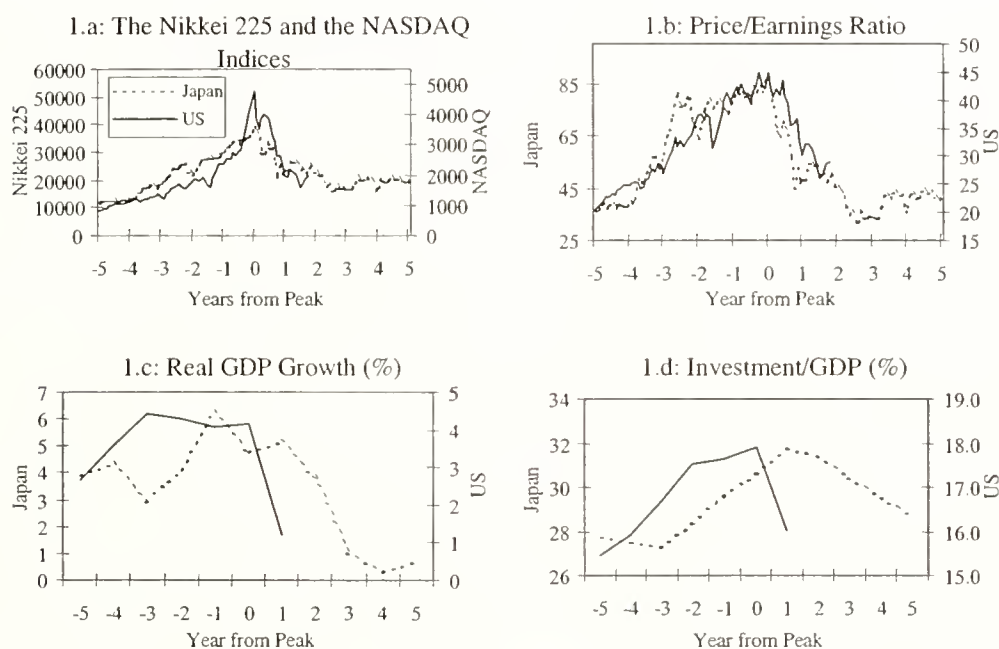 1.a: The Nikkei 225 and the NASDAQ
Indices
60000
50000
40000
30000
20000
10000
0
Nikkei 225
Japan
US
5000
4000
3000
2000
1000
0
NASDAQ
-5 -4 -3 -2 -1 0 1 2 3 4 5
Years from Peak
1.b: Price/Earnings Ratio
85
65
45
25
Japan
50
45
40
35
30
25
20
15
US
-5 -4 -3 -2 -1 0 1 2 3 4 5
Year from Peak
1.c: Real GDP Growth (%)
7
6
5
4
3
2
1
0
Japan
5
4
3
2
1
0
US
-5 -4 -3 -2 -1 0 1 2 3 4 5
Year from Peak
1.d: Investment/GDP (%)
34
32
30
28
26
Japan
19.0
18.0
17.0
16.0
15.0
US
-5 -4 -3 -2 -1 0 1 2 3 4 5
Year from Peak